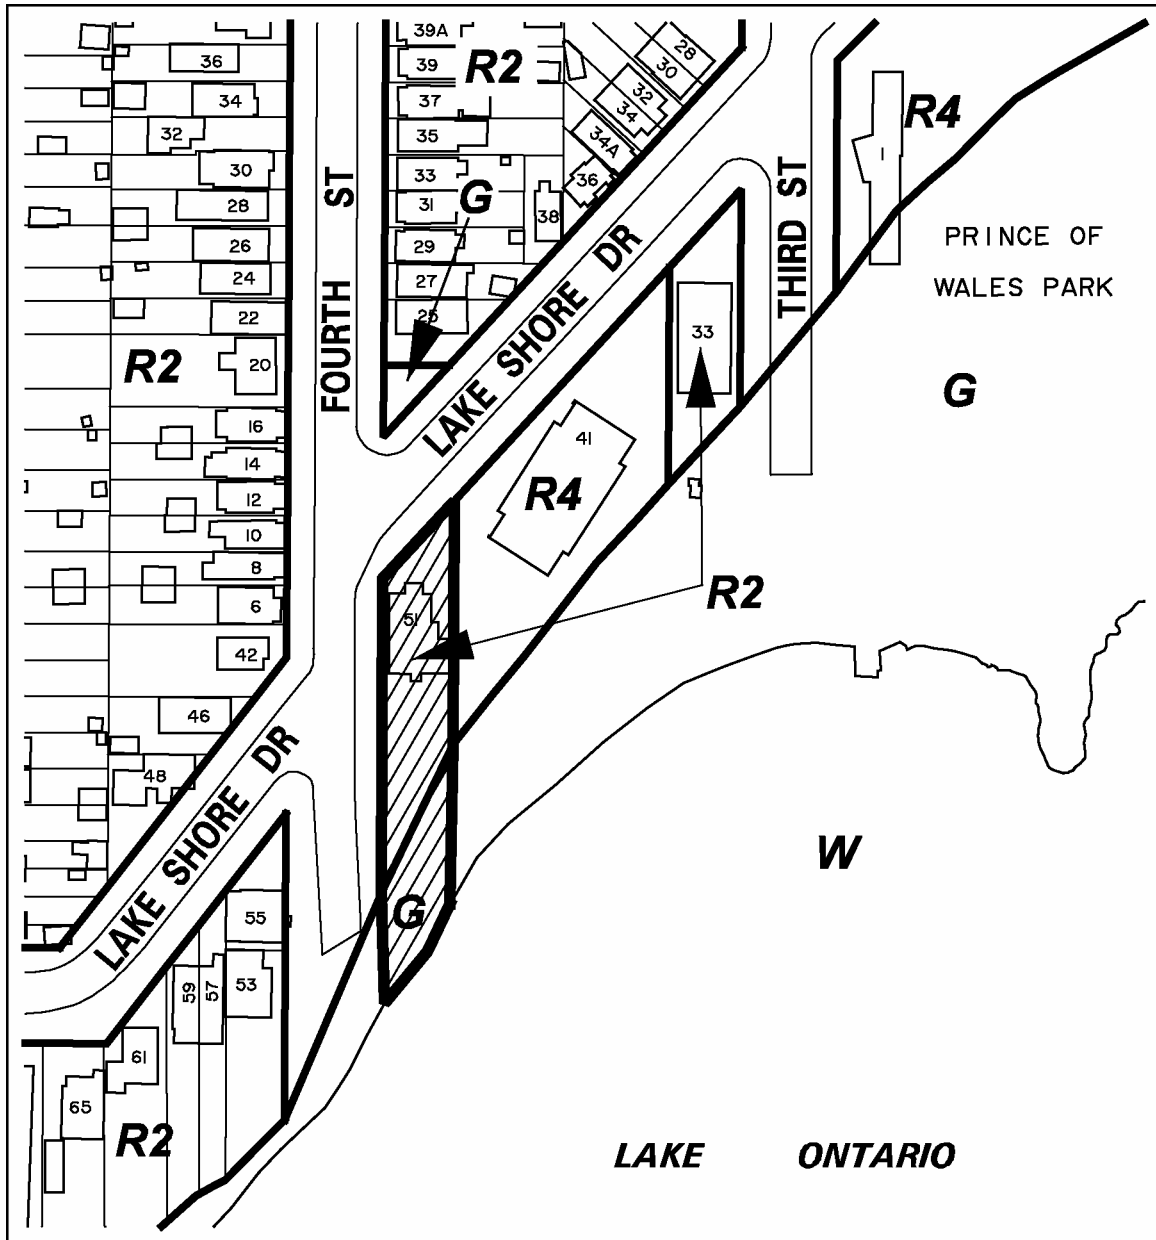 39A
39
R2
37
35
33
31
G
29
27
25
28
30
32
34
34A
36
38
36
34
32
30
28
26
24
22
R2
20
16
14
12
10
8
6
42
46
48
FOURTH ST
LAKE SHORE DR
THIRD ST
R4
1
PRINCE OF
WALES PARK
G
33
41
R4
R2
51
G
W
LAKE SHORE DR
55
53
57
59
61
65
R2
LAKE ONTARIO